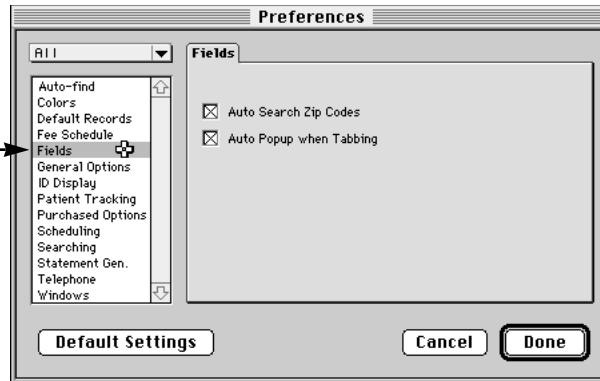 Preferences
All
Auto-find
Colors
Default Records
Fee Schedule
Fields
General Options
ID Display
Patient Tracking
Purchased Options
Scheduling
Searching
Statement Gen.
Telephone
Windows
Fields
Auto Search Zip Codes
Auto Popup when Tabbing
Default Settings
Cancel
Done